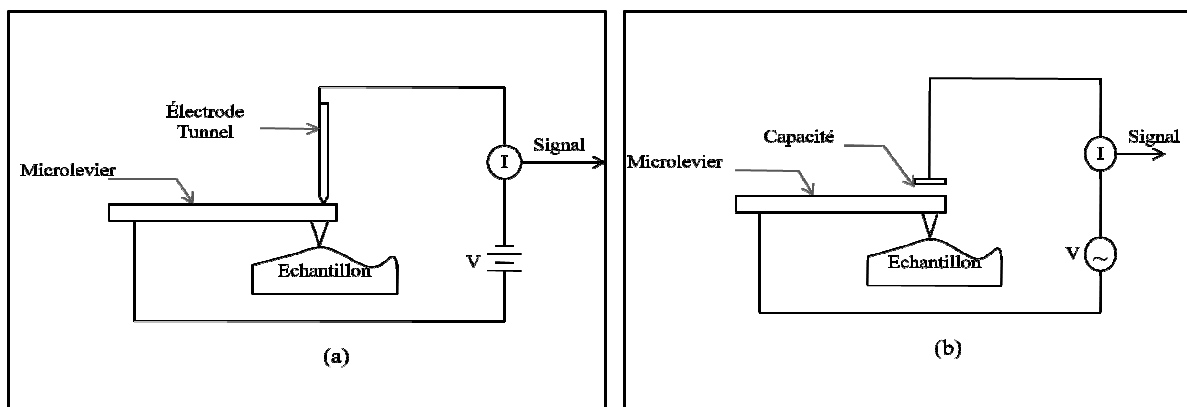 Électrode
Tunnel
Signal
I
Microlevier
V
Echantillon
(a)
Capacité
Signal
I
Microlevier
V
~
Echantillon
(b)